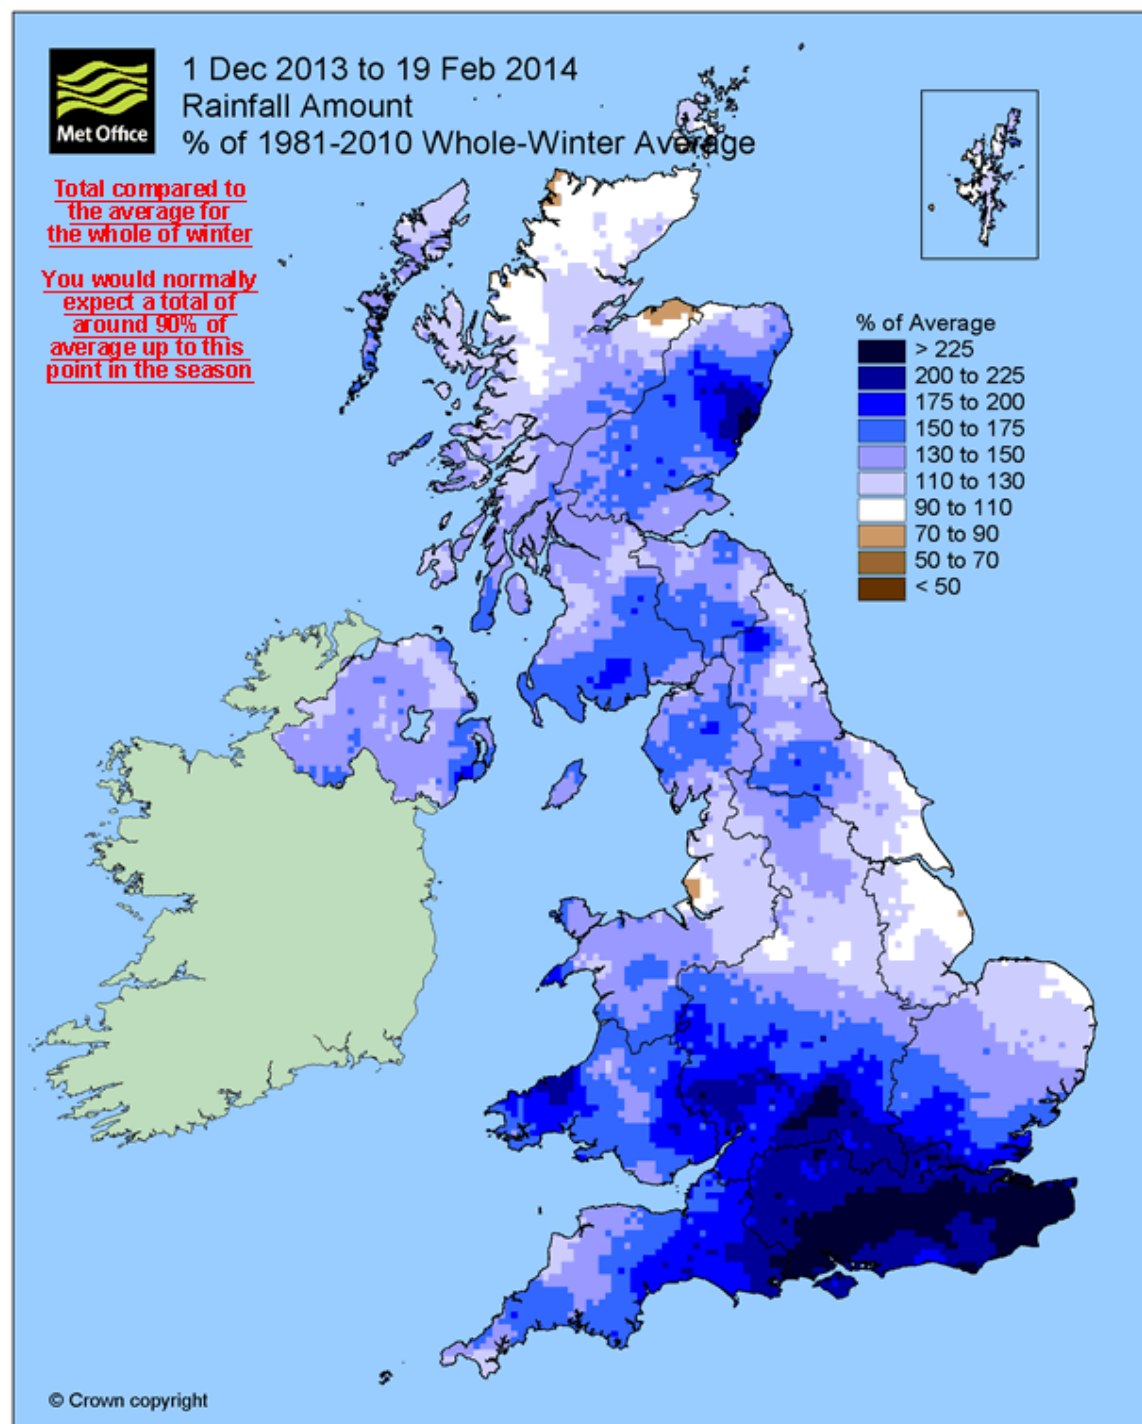 Met Office
1 Dec 2013 to 19 Feb 2014
Rainfall Amount
% of 1981-2010 Whole-Winter Average
Total compared to
the average for
the whole of winter
You would normally
expect a total of
around 90% of
average up to this
point in the season
% of Average
> 225
200 to 225
175 to 200
150 to 175
130 to 150
110 to 130
90 to 110
70 to 90
50 to 70
< 50
© Crown copyright